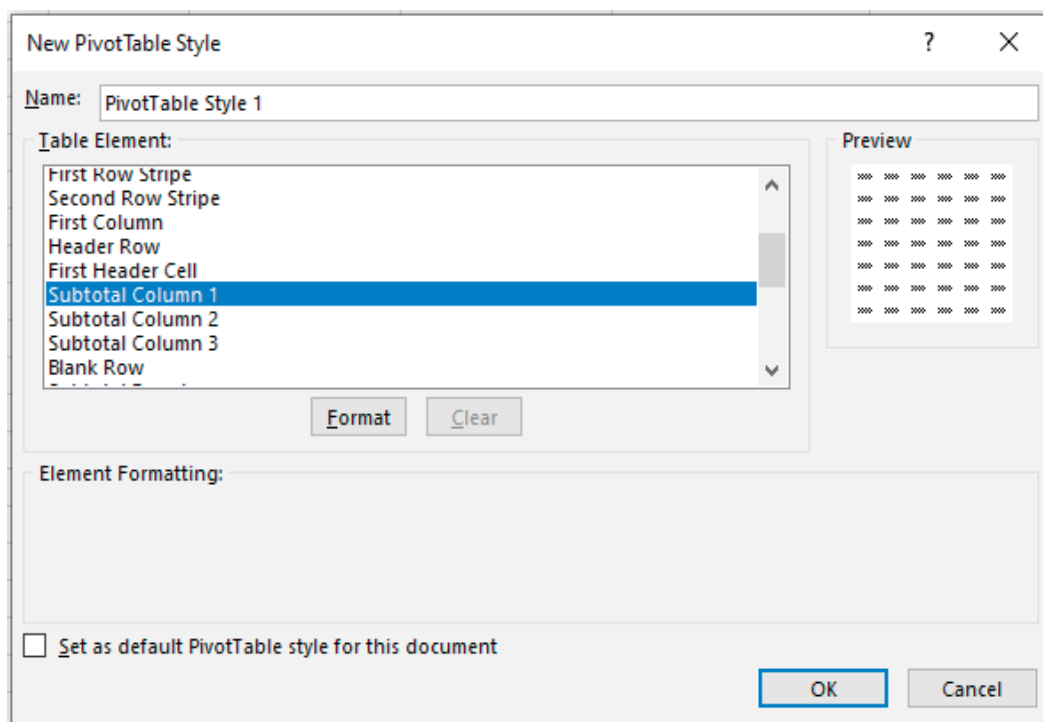 New PivotTable Style
?
Name: PivotTable Style 1
Table Element:
Preview
First Row Stripe
Second Row Stripe
First Column
Header Row
First Header Cell
Subtotal Column 1
Subtotal Column 2
Subtotal Column 3
Blank Row
Format Clear
Element Formatting:
Set as default PivotTable style for this document
OK Cancel